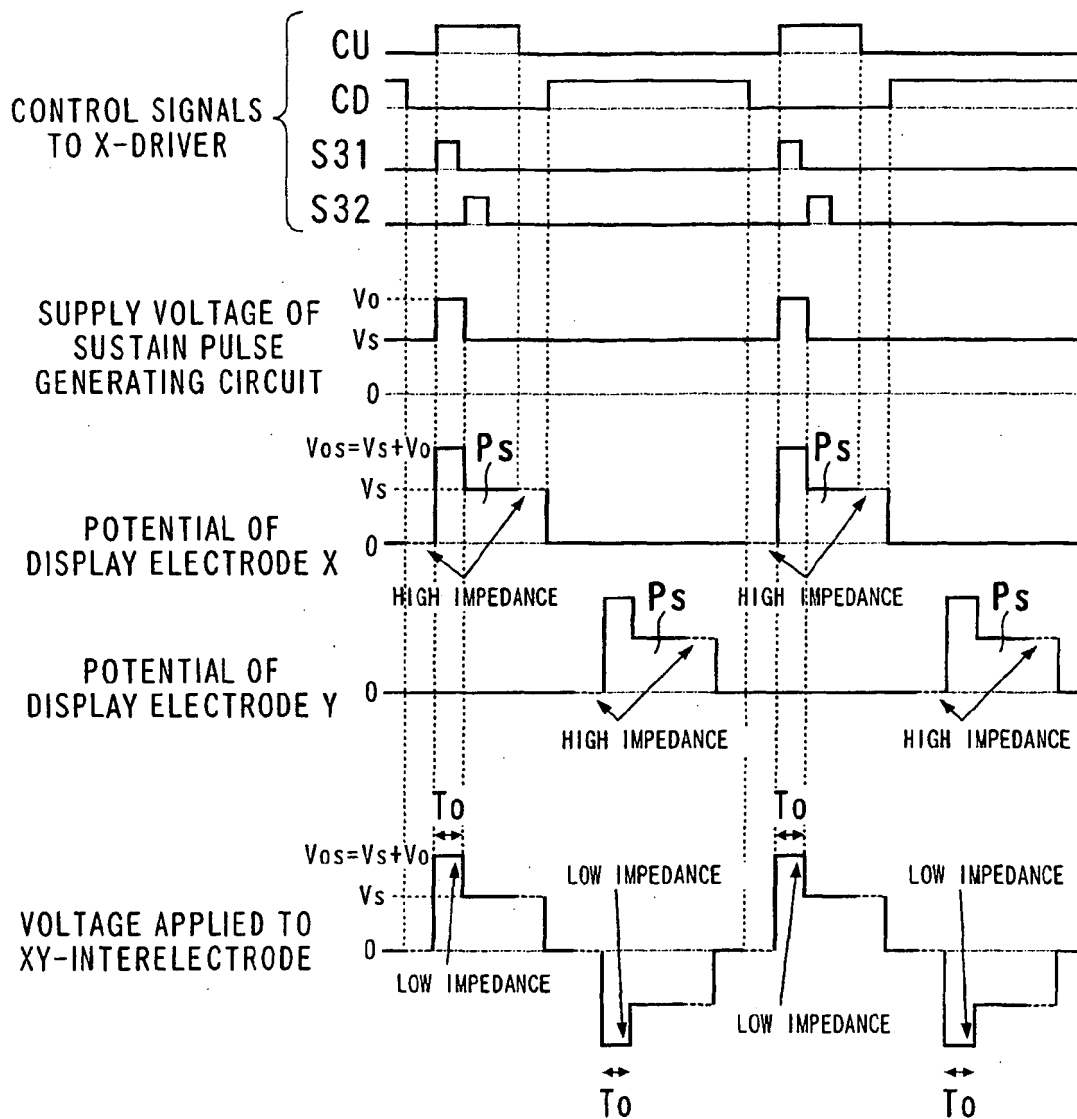 CU
CD
CONTROL SIGNALS
TO X-DRIVER
S31
S32
Vo
SUPPLY VOLTAGE OF
SUSTAIN PULSE
GENERATING CIRCUIT
Vs
0
Vos=Vs+Vo
Ps
Ps
Vs
POTENTIAL OF
DISPLAY ELECTRODE X
0
HIGH IMPEDANCE
HIGH IMPEDANCE
Ps
Ps
POTENTIAL OF
DISPLAY ELECTRODE Y
0
HIGH IMPEDANCE
HIGH IMPEDANCE
To
To
Vos=Vs+Vo
LOW IMPEDANCE
LOW IMPEDANCE
Vs
VOLTAGE APPLIED TO
XY-INTERELECTRODE
0
LOW IMPEDANCE
LOW IMPEDANCE
To
To